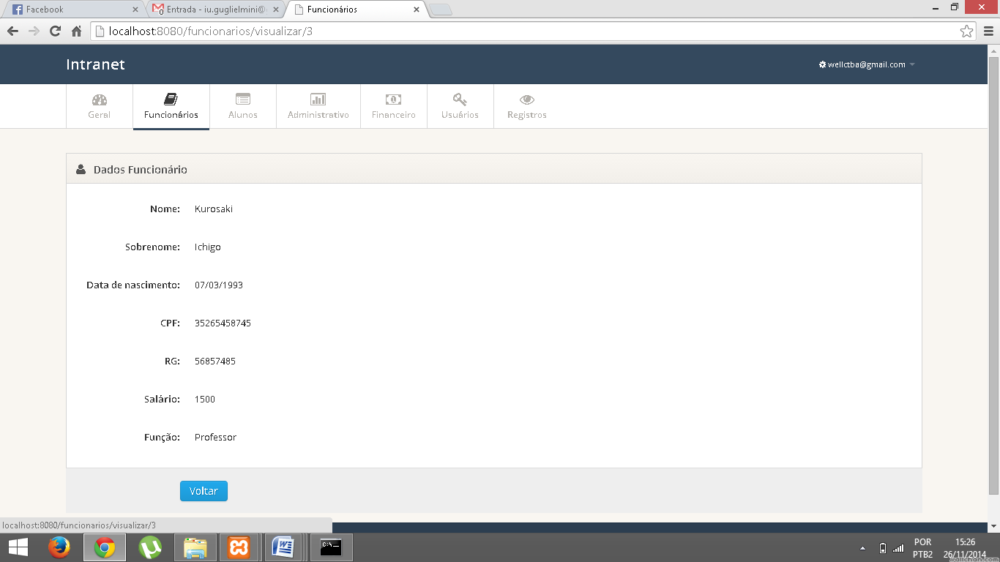 Facebook
Entrada - iu.guglielmini@
Funcionários
localhost:8080/funcionarios/visualizar/3
Intranet
wellctba@gmail.com
Geral
Funcionários
Alunos
Administrativo
Financeiro
Usuários
Registros
Dados Funcionário
Nome: Kurosaki
Sobrenome: Ichigo
Data de nascimento: 07/03/1993
CPF: 35265458745
RG: 56857485
Salário: 1500
Função: Professor
Voltar
localhost:8080/funcionarios/visualizar/3
POR 15:26
PTB2 26/11/2014